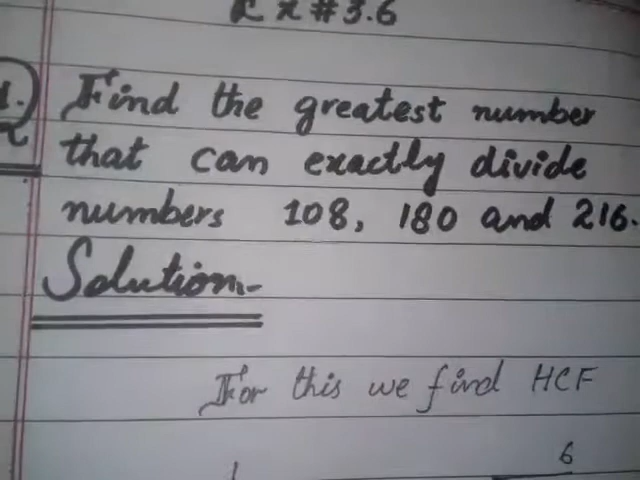 Ex # 3.6
Q1. Find the greatest number
that can exactly divide
numbers 108, 180 and 216.
Solution:-
For this we find HCF
6